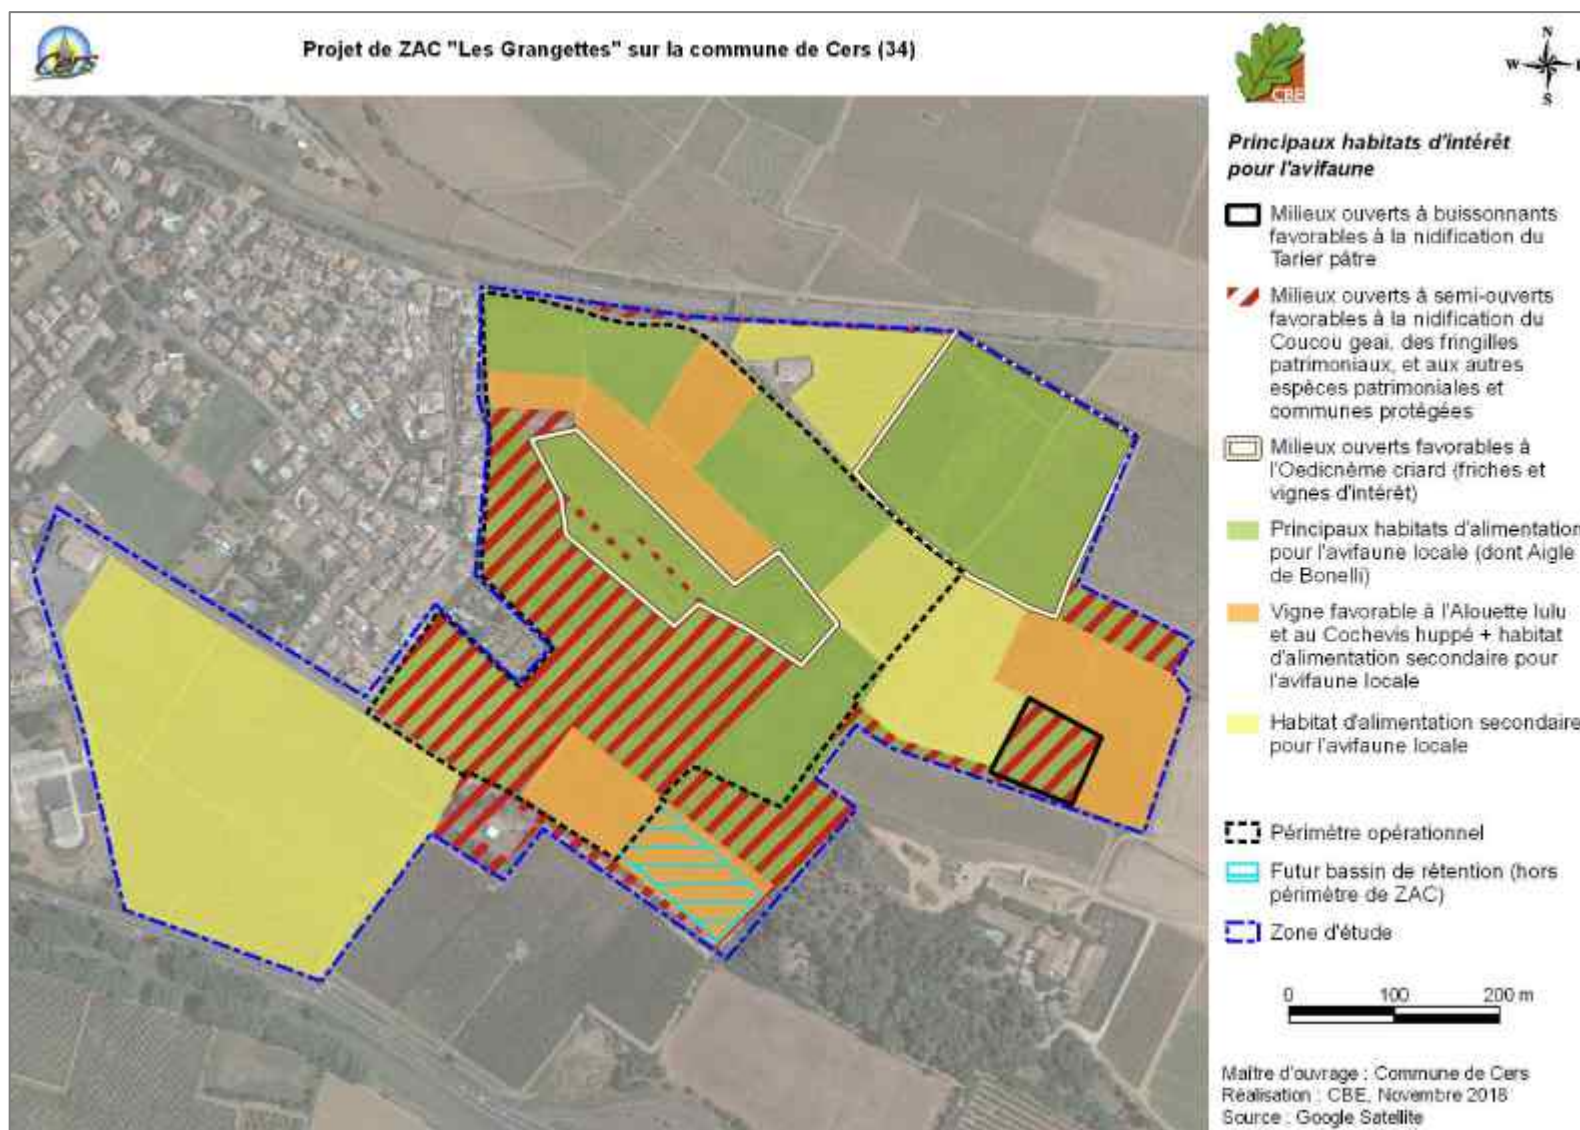 Cers
Projet de ZAC "Les Grangettes" sur la commune de Cers (34)
CBE
N
W
S
Principaux habitats d'intérêt
pour l'avifaune
Milieux ouverts à buissonnants
favorables à la nidification du
Tarier pâtre
Milieux ouverts à semi-ouverts
favorables à la nidification du
Coucou geai, des fringilles
patrimoniaux, et aux autres
espèces patrimoniales et
communes protégées
Milieux ouverts favorables à
l'Oedicnème criard (friches et
vignes d'intérêt)
Principaux habitats d'alimentation
pour l'avifaune locale (dont Aigle
de Bonelli)
Vigne favorable à l'Alouette lulu
et au Cochevis huppé + habitat
d'alimentation secondaire pour
l'avifaune locale
Habitat d'alimentation secondaire
pour l'avifaune locale
Périmètre opérationnel
Futur bassin de rétention (hors
périmètre de ZAC)
Zone d'étude
0 100 200 m
Maître d'ouvrage : Commune de Cers
Réalisation : CBE, Novembre 2018
Source : Google Satellite